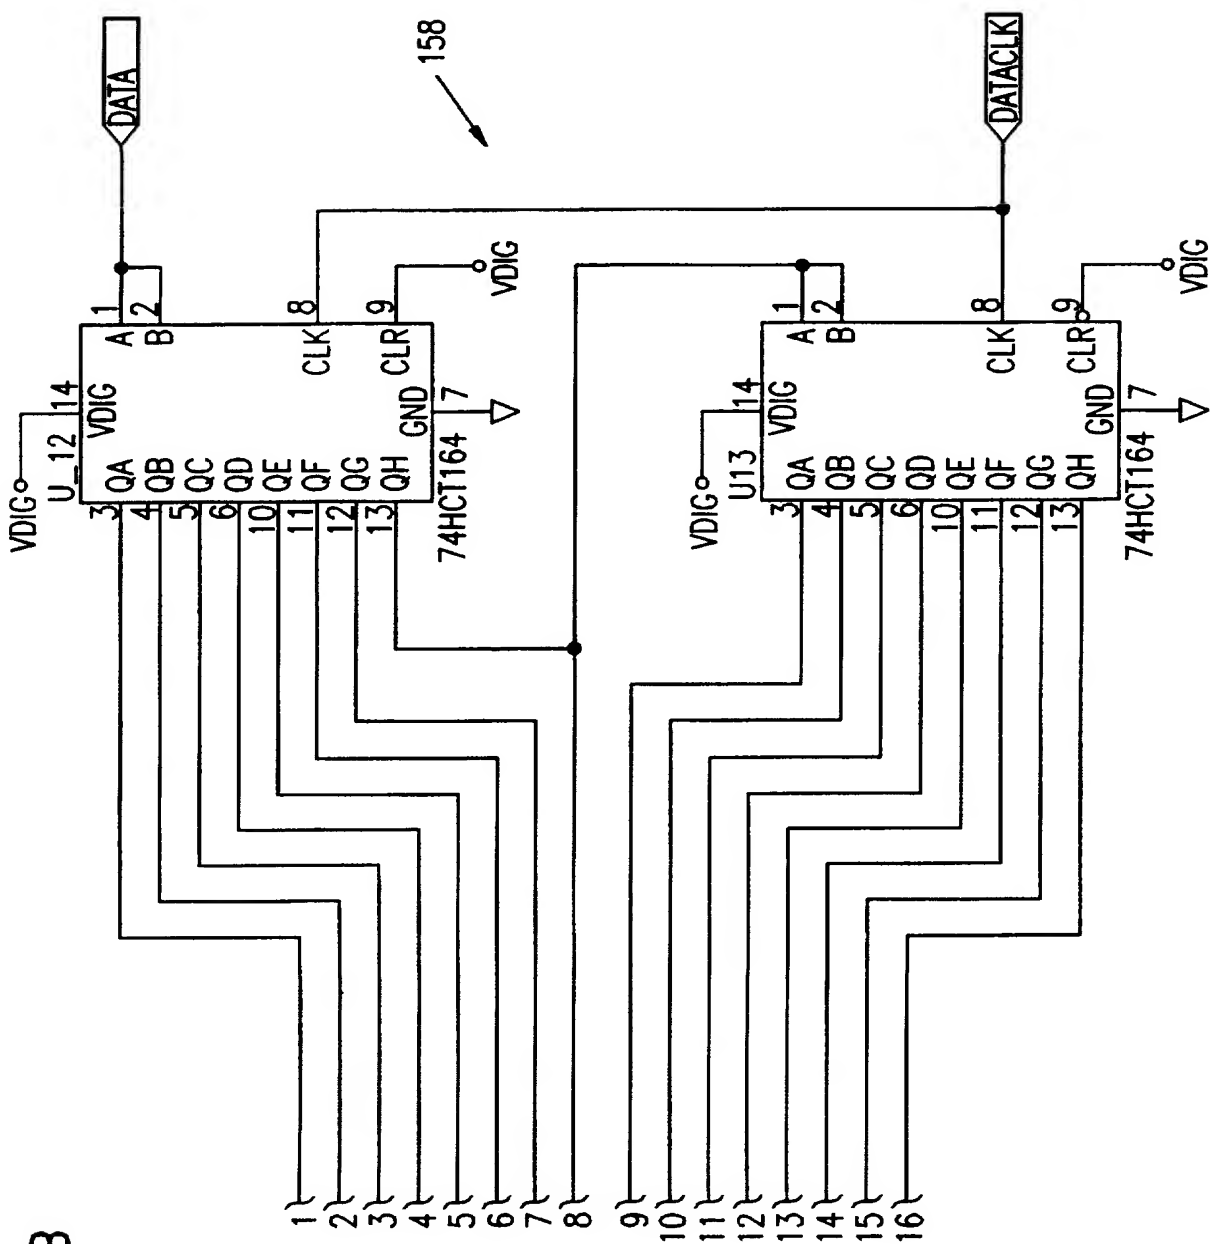 DATA
158
DATACLK
VDIG
U_12
14
VDIG
1
A
2
B
8
CLK
9
CLR
VDIG
GND
7
74HCT164
QA
3
QB
4
QC
5
QD
6
QE
10
QF
11
QG
12
QH
13
VDIG
U13
14
VDIG
1
A
2
B
8
CLK
9
CLR
VDIG
GND
7
74HCT164
QA
3
QB
4
QC
5
QD
6
QE
10
QF
11
QG
12
QH
13
1
2
3
4
5
6
7
8
9
10
11
12
13
14
15
16